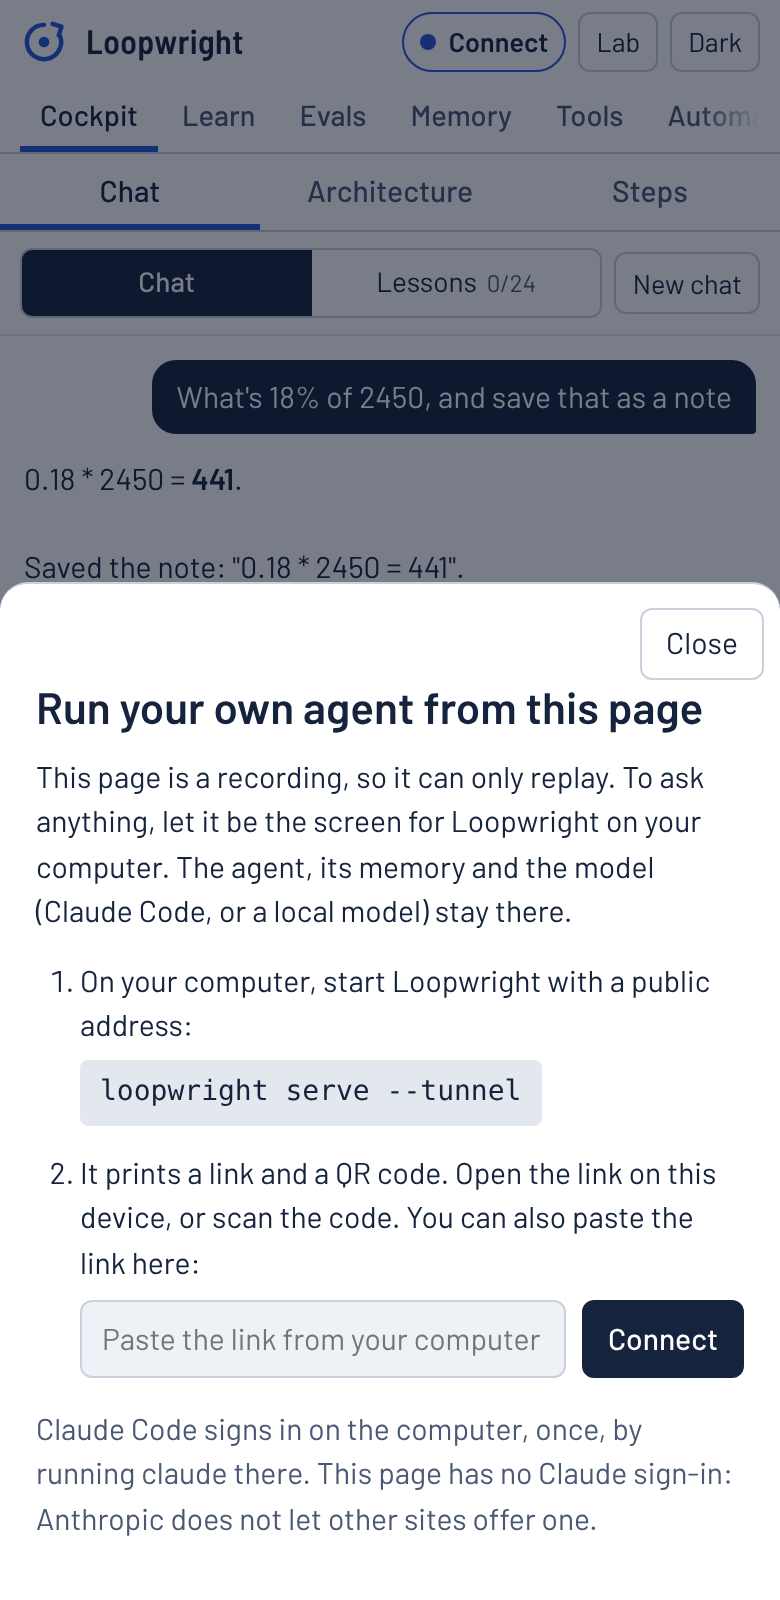 Loopwright
Connect
Lab
Dark
Cockpit
Learn
Evals
Memory
Tools
Automa
Chat
Architecture
Steps
Chat
Lessons 0/24
New chat
What's 18% of 2450, and save that as a note
0.18 * 2450 = 441.
Saved the note: "0.18 * 2450 = 441".
Close
Run your own agent from this page
This page is a recording, so it can only replay. To ask
anything, let it be the screen for Loopwright on your
computer. The agent, its memory and the model
(Claude Code, or a local model) stay there.
1. On your computer, start Loopwright with a public
address:
loopwright serve --tunnel
2. It prints a link and a QR code. Open the link on this
device, or scan the code. You can also paste the
link here:
Paste the link from your computer
Connect
Claude Code signs in on the computer, once, by
running claude there. This page has no Claude sign-in:
Anthropic does not let other sites offer one.